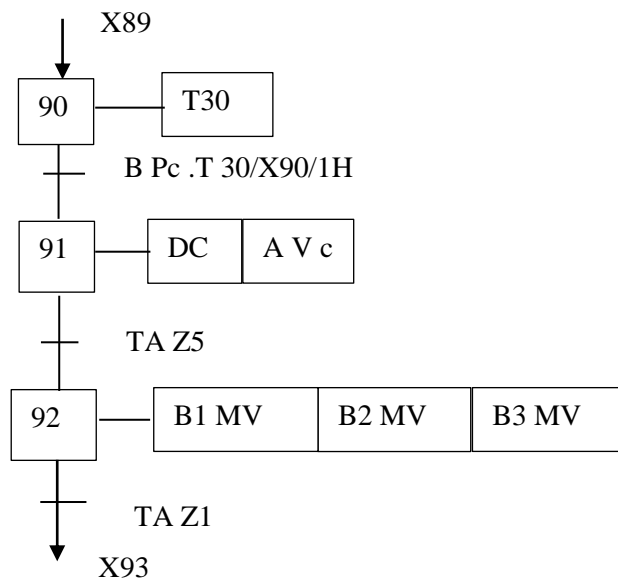 X89
90 T30
B Pc .T 30/X90/1H
91 DC A V c
TA Z5
92 B1 MV B2 MV B3 MV
TA Z1
X93